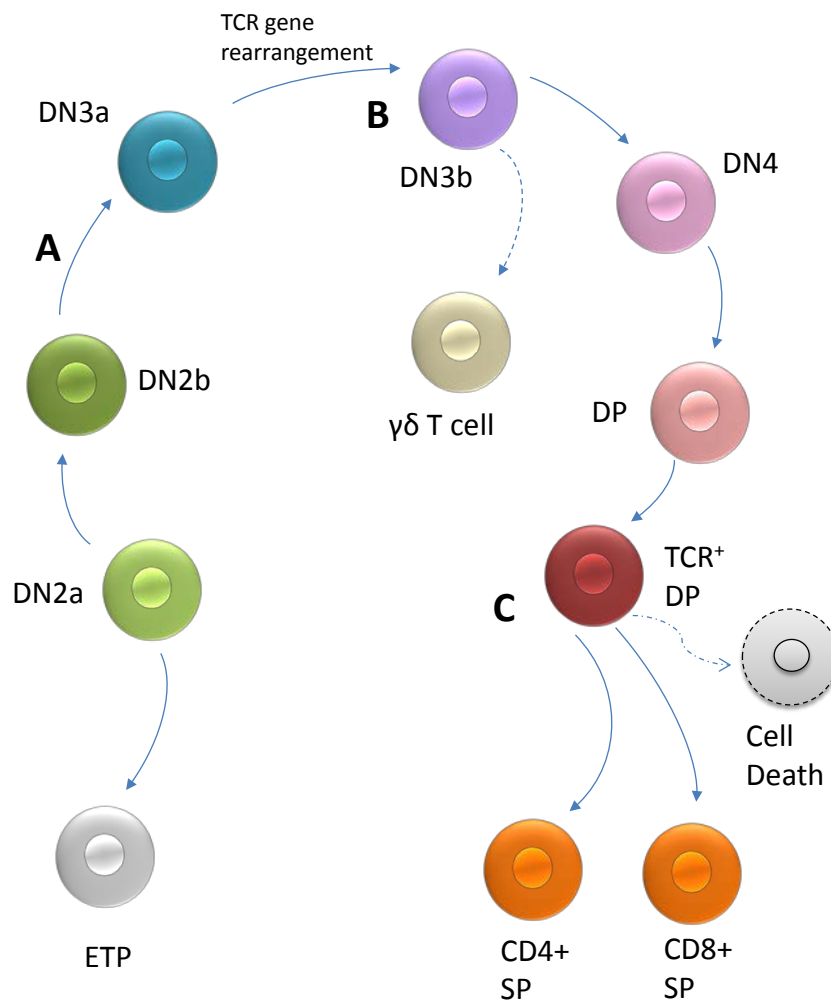 TCR gene
rearrangement
DN3a
B
DN3b
DN4
A
DN2b
γδ T cell
DP
DN2a
TCR⁺
DP
C
Cell
Death
ETP
CD4+
SP
CD8+
SP